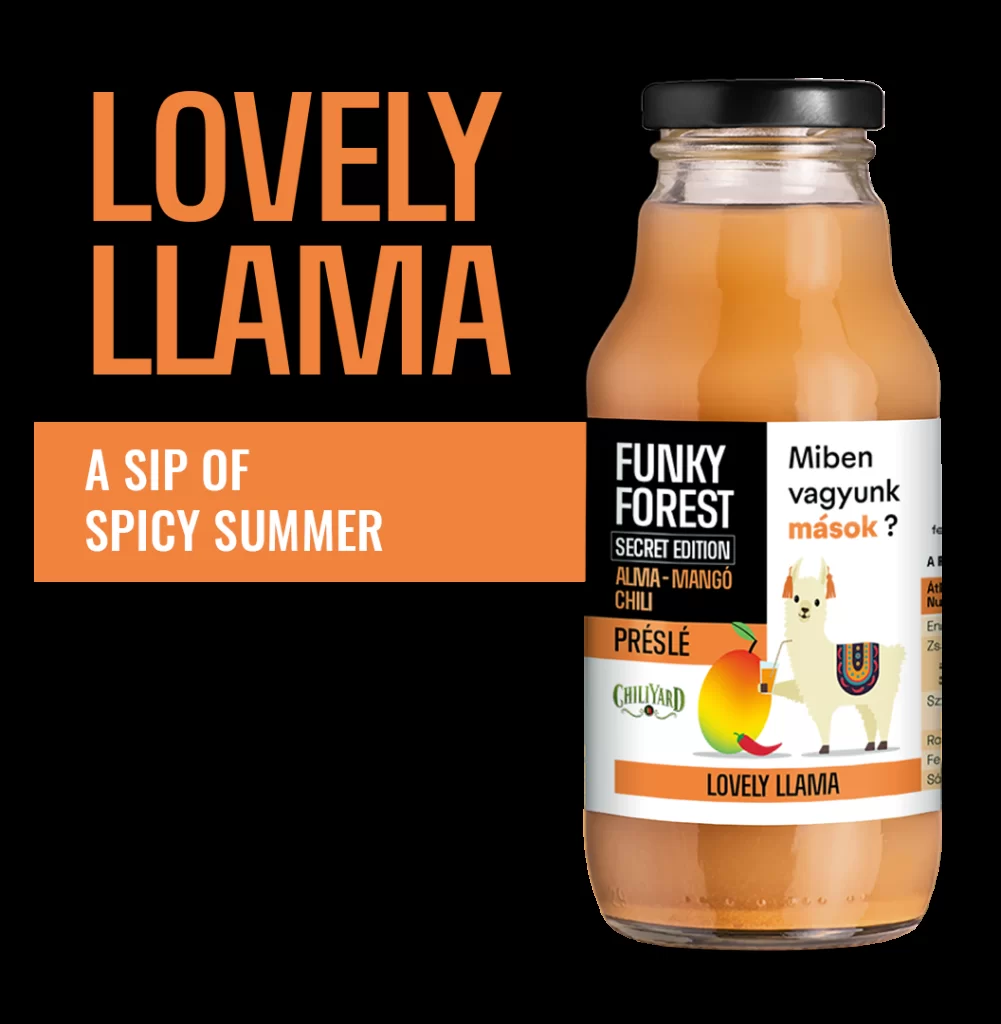 LOVELY
LLAMA
A SIP OF
SPICY SUMMER
FUNKY
FOREST
SECRET EDITION
ALMA - MANGÓ
CHILI
PRÉSLÉ
CHILIYARD
Miben
vagyunk
mások ?
LOVELY LLAMA